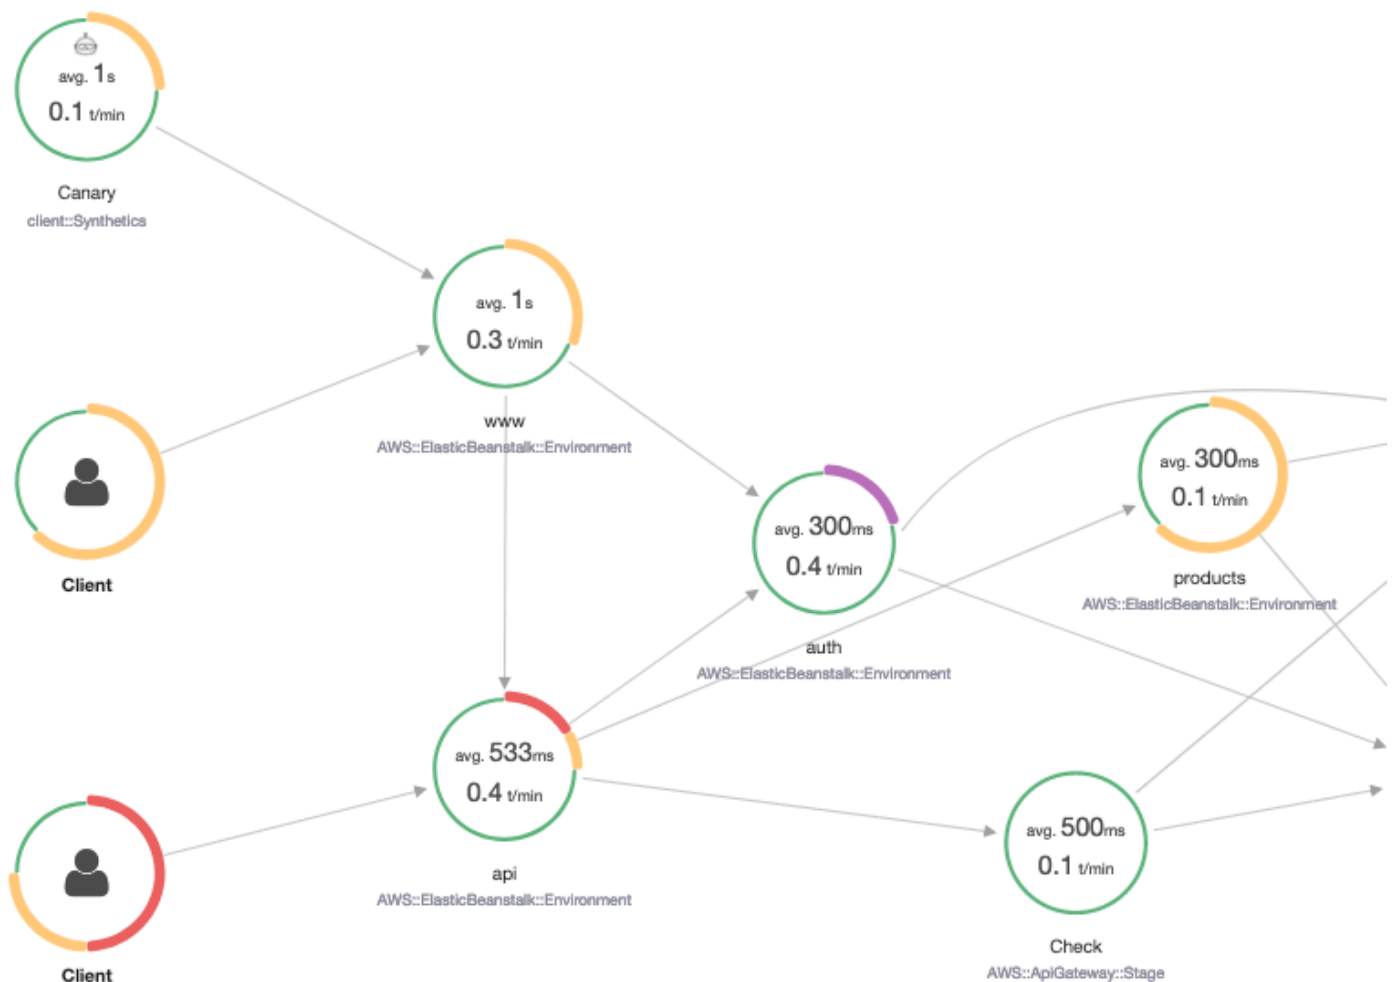 avg. 1s
0.1 t/min
Canary
client::Synthetics
avg. 1s
0.3 t/min
www
AWS::ElasticBeanstalk::Environment
Client
avg. 300ms
0.4 t/min
auth
AWS::ElasticBeanstalk::Environment
avg. 300ms
0.1 t/min
products
AWS::ElasticBeanstalk::Environment
avg. 533ms
0.4 t/min
api
AWS::ElasticBeanstalk::Environment
avg. 500ms
0.1 t/min
Check
AWS::ApiGateway::Stage
Client